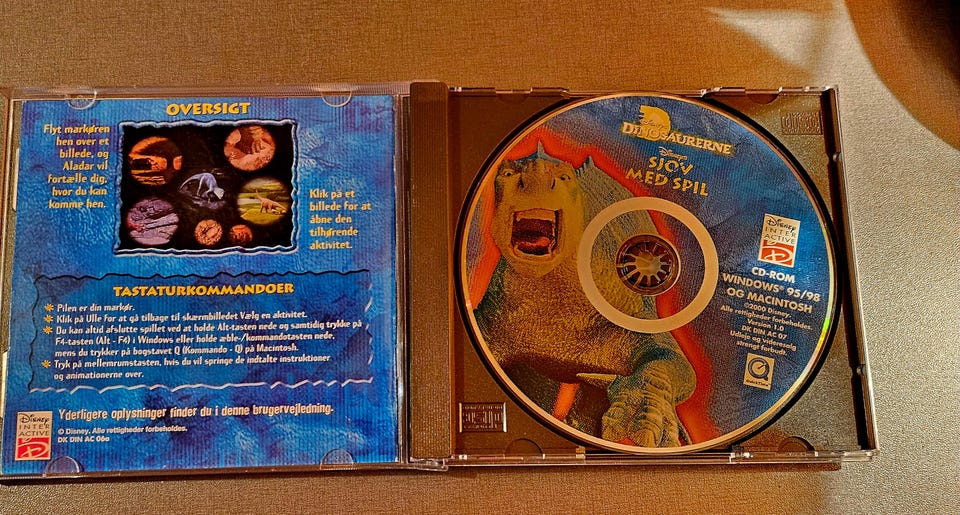 OVERSIGT
Flyt markøren
hen over et
billede, og
Aladar vil
fortælle dig,
hvor du kan
komme hen.
Klik på et
billede for at
åbne den
tilhørende
aktivitet.
TASTATURKOMMANDOER
Pilen er din markør.
Klik på Ulle for at gå tilbage til skærmbilledet Vælg en aktivitet.
Du kan altid afslutte spillet ved at holde Alt-tasten nede og samtidig trykke på
F4-tasten (Alt - F4) i Windows eller holde æble-/kommandotasten nede,
mens du trykker på bogstavet Q (Kommando - Q) på Macintosh.
Tryk på mellemrumstasten, hvis du vil springe de indtalte instruktioner
og animationerne over.
Yderligere oplysninger finder du i denne brugervejledning.
DISNEY
INTER
ACTIVE
© Disney. Alle rettigheder forbeholdes.
DK DIN AC 06a
DINOSAURERNE
DISNEYS
SJOV
MED SPIL
DISNEY
INTER
ACTIVE
CD-ROM
WINDOWS® 95/98
OG MACINTOSH
©2000 Disney.
Alle rettigheder forbeholdes.
Version 1.0
DK DIN AC 07
Udleje og videresalg
strengt forbudt.
QuickTime